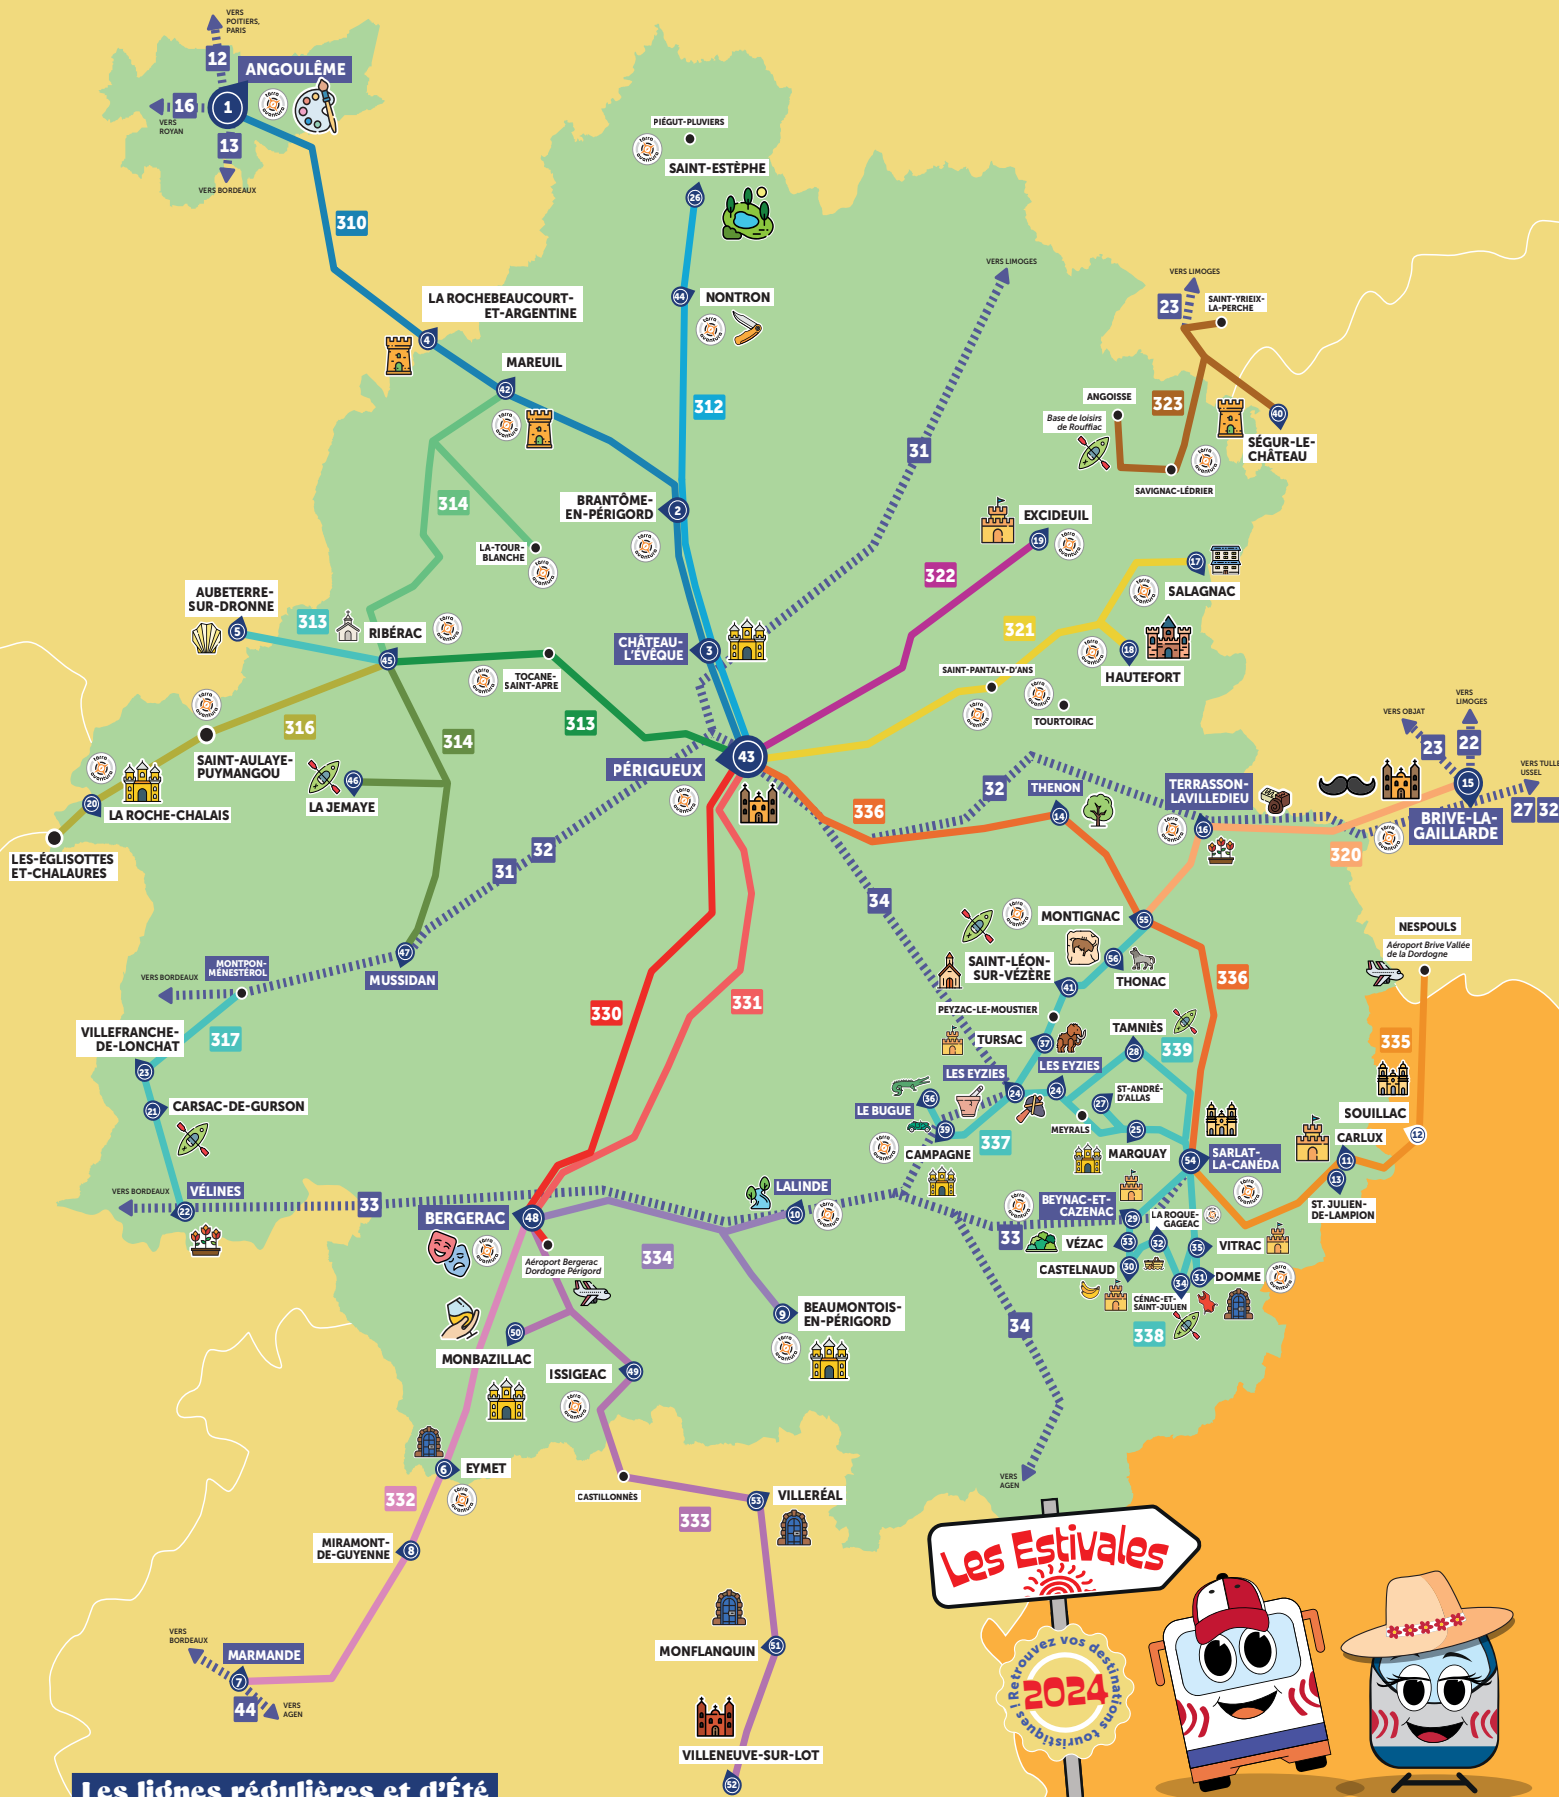 VERS
POITIERS,
PARIS
12
ANGOULÊME
16
1
VERS
ROYAN
13
VERS BORDEAUX
310
PIÉGUT-PLUVIERS
SAINT-ESTÈPHE
26
LA ROCHEBEAUCOURT-
ET-ARGENTINE
4
44
NONTRON
MAREUIL
42
312
VERS LIMOGES
31
VERS LIMOGES
23
SAINT-YRIEIX-
LA-PERCHE
ANGOISSE
323
Base de loisirs
de Rouffiac
40
SÉGUR-LE-
CHÂTEAU
SAVIGNAC-LÉDRIER
314
BRANTÔME-
EN-PÉRIGORD
2
LA-TOUR-
BLANCHE
EXCIDEUIL
19
322
17
SALAGNAC
AUBETERRE-
SUR-DRONNE
5
313
RIBÉRAC
45
CHÂTEAU-
L'ÉVÊQUE
3
321
18
HAUTEFORT
TOCANE-
SAINT-APRE
SAINT-PANTALY-D'ANS
TOURTOIRAC
316
313
314
SAINT-AULAYE-
PUYMANGOU
43
PÉRIGUEUX
46
LA JEMAYE
20
LA ROCHE-CHALAIS
LES-ÉGLISOTTES
ET-CHALAURES
VERS
LIMOGES
VERS OBJAT
23
22
VERS TULLE
USSEL
15
27
32
BRIVE-LA-
GAILLARDE
32
THENON
14
TERRASSON-
LAVILLEDIEU
16
336
320
32
31
34
MONTIGNAC
55
NESPOULS
Aéroport Brive Vallée
de la Dordogne
47
MUSSIDAN
MONTPON-
MÉNESTÉROL
VERS BORDEAUX
SAINT-LÉON-
SUR-VÉZÈRE
56
THONAC
41
336
330
331
PEYZAC-LE-MOUSTIER
VILLEFRANCHE-
DE-LONCHAT
317
23
TURSAC
37
TAMNIÈS
339
28
335
LES EYZIES
LES EYZIES
24
24
ST-ANDRÉ-
D'ALLAS
27
21
CARSAC-DE-GURSON
36
LE BUGUE
39
CAMPAGNE
337
MEYRALS
25
MARQUAY
54
SARLAT-
LA-CANÉDA
SOUILLAC
CARLUX
12
11
13
ST. JULIEN-
DE-LAMPION
VERS BORDEAUX
VÉLINES
22
33
BERGERAC
48
LALINDE
10
33
BEYNAC-ET-
CAZENAC
29
LA ROQUE-
GAGEAC
VÉZAC
33
32
35
VITRAC
CASTELNAUD
30
34
31
DOMME
CÉNAC-ET-
SAINT-JULIEN
338
Aéroport Bergerac
Dordogne Périgord
334
9
BEAUMONTOIS-
EN-PÉRIGORD
34
50
MONBAZILLAC
ISSIGEAC
49
6
EYMET
VERS
AGEN
332
CASTILLONNÈS
333
53
VILLERÉAL
MIRAMONT-
DE-GUYENNE
8
VERS
BORDEAUX
MARMANDE
7
44
VERS
AGEN
MONFLANQUIN
51
VILLENEUVE-SUR-LOT
52
Les Estivales
Retrouvez vos destinations touristiques !
2024
Les lignes régulières et d'Été